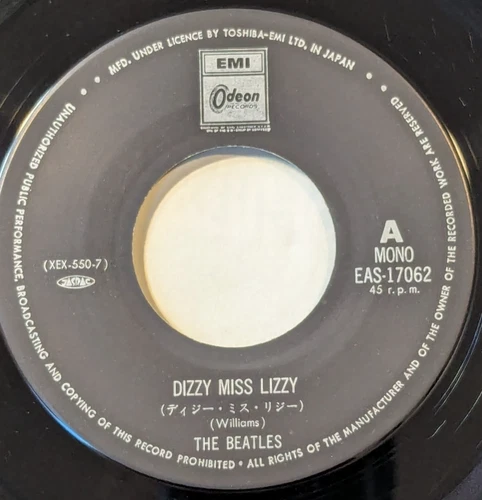 MFD. UNDER LICENCE BY TOSHIBA-EMI LTD. IN JAPAN
EMI
Odeon
RECORDS
A
MONO
EAS-17062
45 r.p.m.
(XEX-550-7)
JASRAC
DIZZY MISS LIZZY
(ディジー・ミス・リジー)
(Williams)
THE BEATLES
UNAUTHORIZED PUBLIC PERFORMANCE, BROADCASTING AND COPYING OF THIS RECORD PROHIBITED • ALL RIGHTS OF THE MANUFACTURER AND OF THE OWNER OF THE RECORDED WORK ARE RESERVED